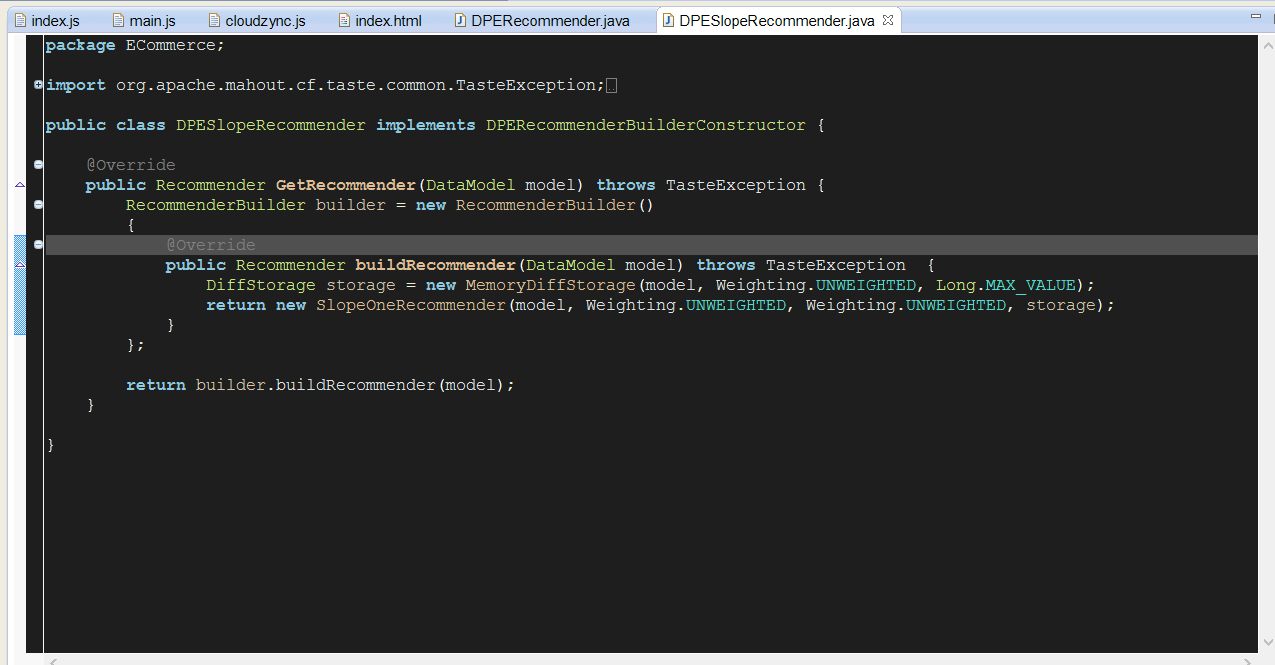 index.js main.js cloudzync.js index.html DPERecommender.java DPESlopeRecommender.java
package ECommerce;
import org.apache.mahout.cf.taste.common.TasteException;
public class DPESlopeRecommender implements DPERecommenderBuilderConstructor {
@Override
public Recommender GetRecommender(DataModel model) throws TasteException {
RecommenderBuilder builder = new RecommenderBuilder()
{
@Override
public Recommender buildRecommender(DataModel model) throws TasteException {
DiffStorage storage = new MemoryDiffStorage(model, Weighting.UNWEIGHTED, Long.MAX_VALUE);
return new SlopeOneRecommender(model, Weighting.UNWEIGHTED, Weighting.UNWEIGHTED, storage);
}
};
return builder.buildRecommender(model);
}
}